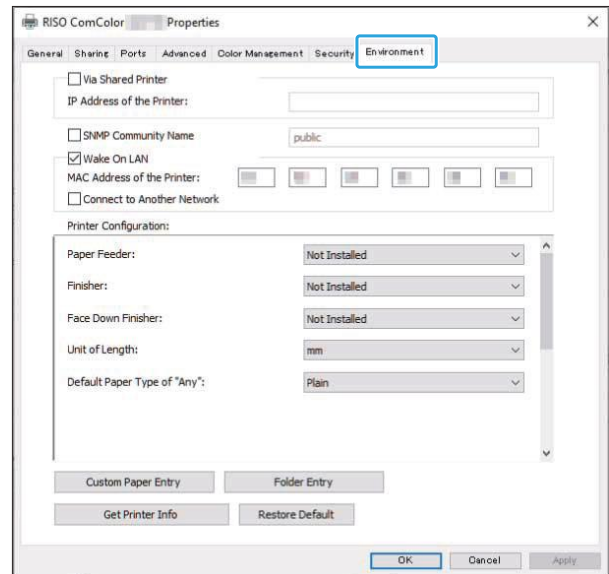 RISO ComColor Properties
General Sharing Ports Advanced Color Management Security Environment
Via Shared Printer
IP Address of the Printer:
SNMP Community Name public
Wake On LAN
MAC Address of the Printer:
Connect to Another Network
Printer Configuration:
Paper Feeder: Not Installed
Finisher: Not Installed
Face Down Finisher: Not Installed
Unit of Length: mm
Default Paper Type of "Any": Plain
Custom Paper Entry Folder Entry
Get Printer Info Restore Default
OK Cancel Apply